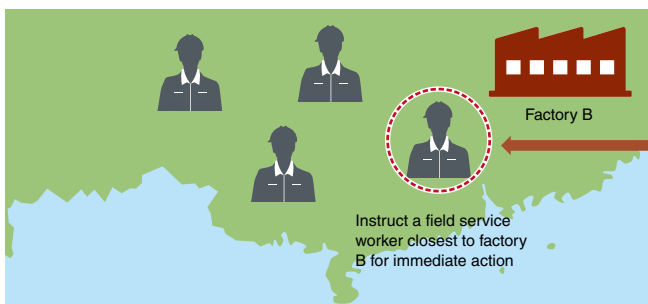 Factory B
Instruct a field service
worker closest to factory
B for immediate action